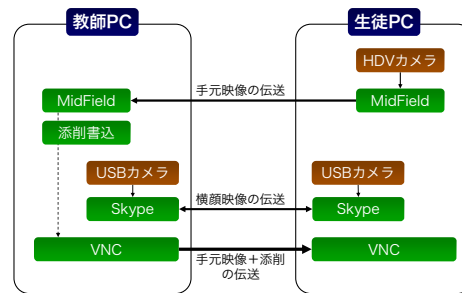 教師PC
生徒PC
HDVカメラ
手元映像の伝送
MidField
MidField
添削書込
USBカメラ
USBカメラ
横顔映像の伝送
Skype
Skype
VNC
VNC
手元映像＋添削
の伝送